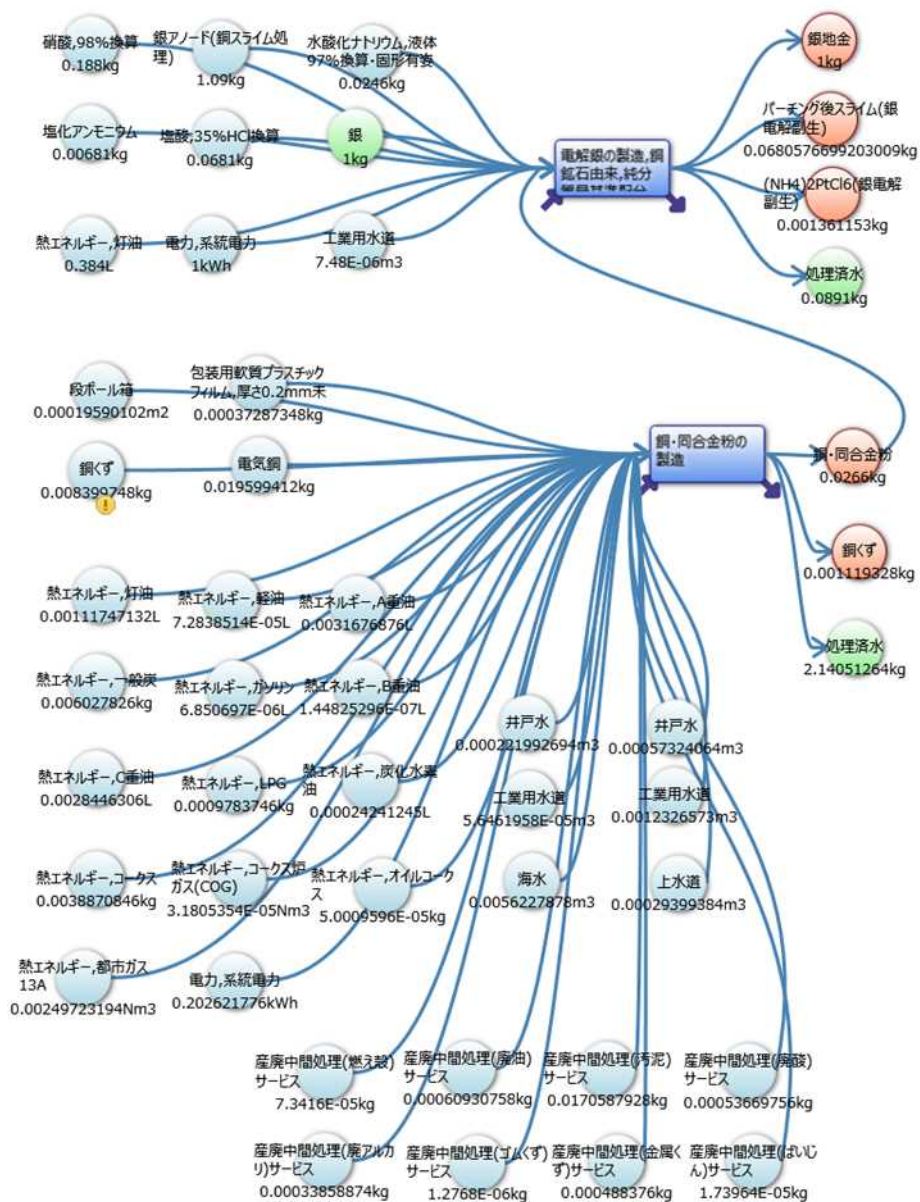 硝酸,98%換算
0.188kg
銀アノード(銅スライム処
理)
1.09kg
水酸化ナトリウム,液体
97%換算・固形有姿
0.0246kg
銀地金
1kg
パーチング後スライム(銀
電解副生)
0.0680576699203009kg
塩化アンモニウム
0.00681kg
塩酸,35%HCl換算
0.0681kg
銀
1kg
電解銀の製造,銅
鉱石由来,純分
質量基準配分
(NH4)2PtCl6(銀電解
副生)
0.001361153kg
熱エネルギー,灯油
0.384L
電力,系統電力
1kWh
工業用水道
7.48E-06m3
処理済水
0.0891kg
段ボール箱
0.00019590102m2
包装用軟質プラスチック
フィルム,厚さ0.2mm未
0.00037287348kg
銅・同合金粉の
製造
銅・同合金粉
0.0266kg
銅くず
0.008399748kg
電気銅
0.019599412kg
銅くず
0.001119328kg
熱エネルギー,灯油
0.00111747132L
熱エネルギー,軽油
7.2838514E-05L
熱エネルギー,A重油
0.0031676876L
処理済水
2.14051264kg
熱エネルギー,一般炭
0.006027826kg
熱エネルギー,ガソリン
6.850697E-06L
熱エネルギー,B重油
1.44825296E-07L
井戸水
0.000221992694m3
井戸水
0.00057324064m3
熱エネルギー,C重油
0.0028446306L
熱エネルギー,LPG
0.0009783746kg
熱エネルギー,炭化水素
油
0.00024241245L
工業用水道
5.6461958E-05m3
工業用水道
0.0012326573m3
熱エネルギー,コークス
0.0038870846kg
熱エネルギー,コークス炉
ガス(COG)
3.1805354E-05Nm3
熱エネルギー,オイルコーク
ス
5.0009596E-05kg
海水
0.0056227878m3
上水道
0.00029399384m3
熱エネルギー,都市ガス
13A
0.00249723194Nm3
電力,系統電力
0.202621776kWh
産廃中間処理(燃え殻)
サービス
7.3416E-05kg
産廃中間処理(廃油)
サービス
0.00060930758kg
産廃中間処理(汚泥)
サービス
0.0170587928kg
産廃中間処理(廃酸)
サービス
0.00053669756kg
産廃中間処理(廃アルカ
リ)サービス
0.00033858874kg
産廃中間処理(ゴムくず)
サービス
1.2768E-06kg
産廃中間処理(金属く
ず)サービス
0.000488376kg
産廃中間処理(ばいじ
ん)サービス
1.73964E-05kg